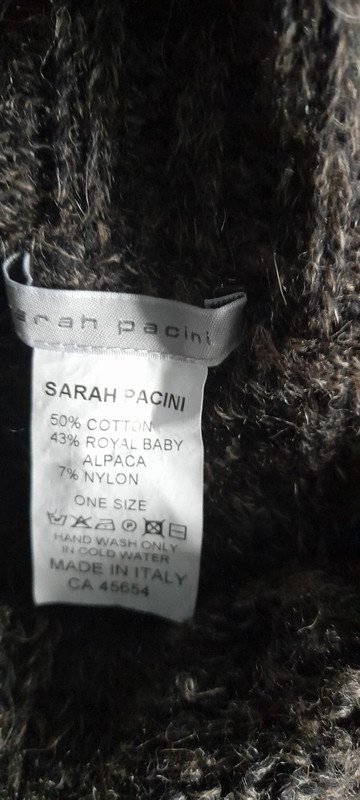 arah pacini
SARAH PACINI
50% COTTON
43% ROYAL BABY
ALPACA
7% NYLON
ONE SIZE
HAND WASH ONLY
IN COLD WATER
MADE IN ITALY
CA 45654